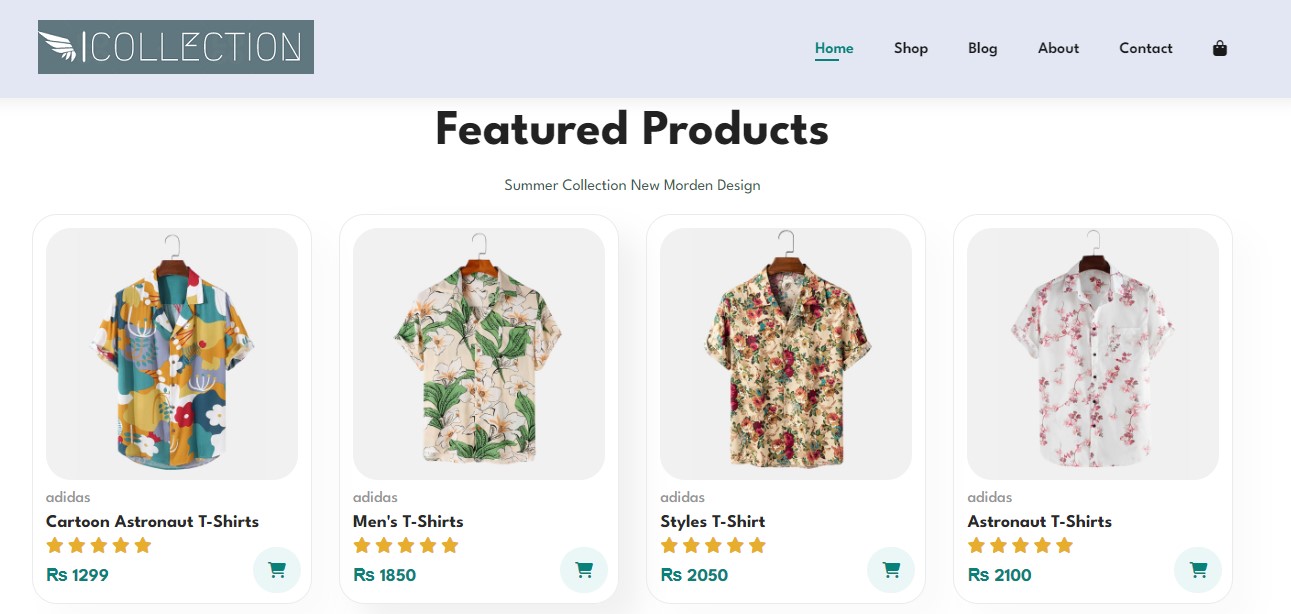 COLLECTION
Home Shop Blog About Contact
Featured Products
Summer Collection New Morden Design
adidas
Cartoon Astronaut T-Shirts
Rs 1299
adidas
Men's T-Shirts
Rs 1850
adidas
Styles T-Shirt
Rs 2050
adidas
Astronaut T-Shirts
Rs 2100